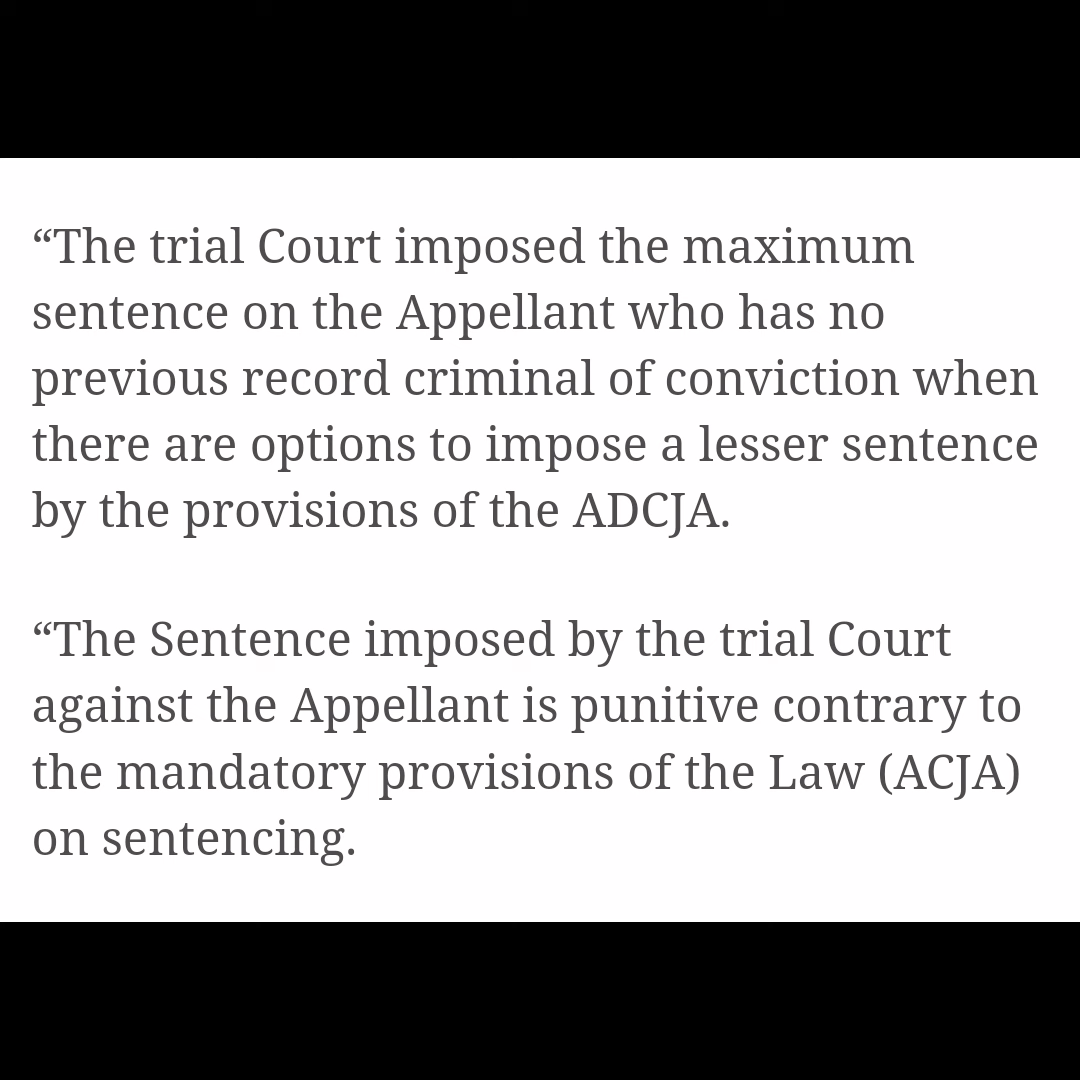 “The trial Court imposed the maximum
sentence on the Appellant who has no
previous record criminal of conviction when
there are options to impose a lesser sentence
by the provisions of the ADCJA.
“The Sentence imposed by the trial Court
against the Appellant is punitive contrary to
the mandatory provisions of the Law (ACJA)
on sentencing.